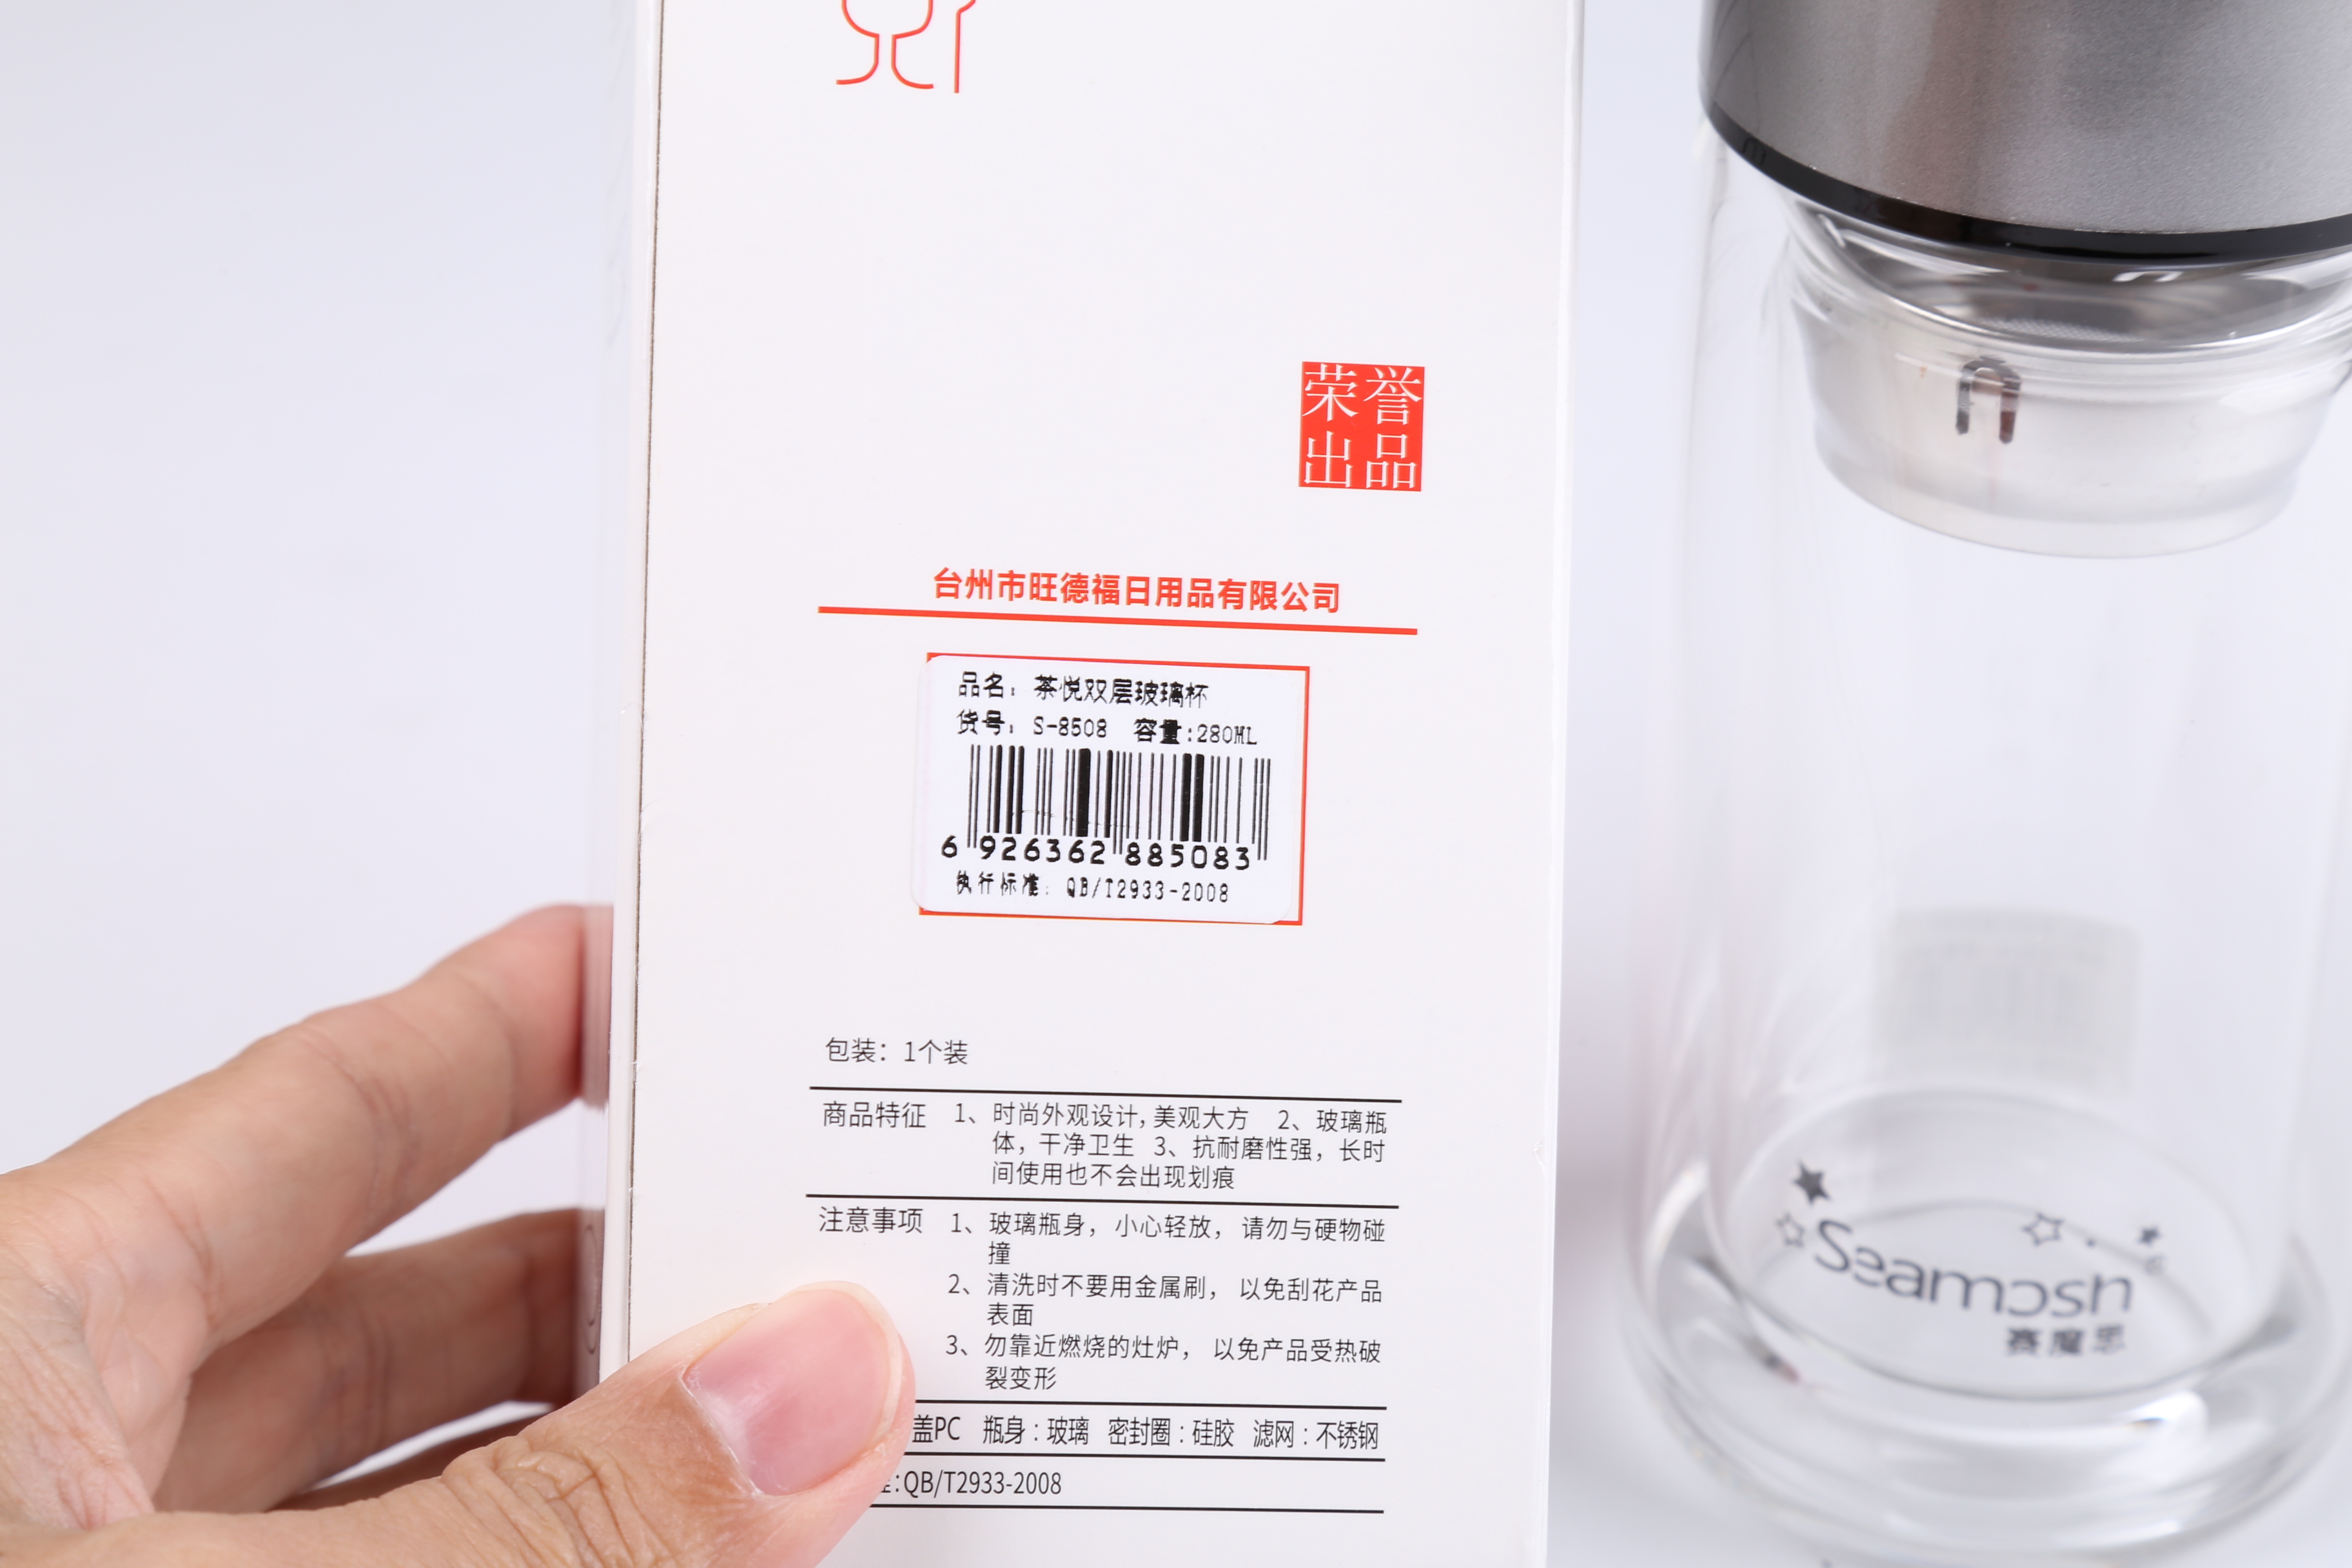 荣誉
出品
台州市旺德福日用品有限公司
品名：茶悦双层玻璃杯
货号：S-8508 容量:280ML
6 926362 885083
执行标准：QB/T2933-2008
包装：1个装
商品特征 1、时尚外观设计,美观大方 2、玻璃瓶
体，干净卫生 3、抗耐磨性强，长时
间使用也不会出现划痕
注意事项 1、玻璃瓶身，小心轻放，请勿与硬物碰
撞
2、清洗时不要用金属刷，以免刮花产品
表面
3、勿靠近燃烧的灶炉，以免产品受热破
裂变形
盖PC 瓶身:玻璃 密封圈:硅胶 滤网:不锈钢
:QB/T2933-2008
Seamosh
赛魔